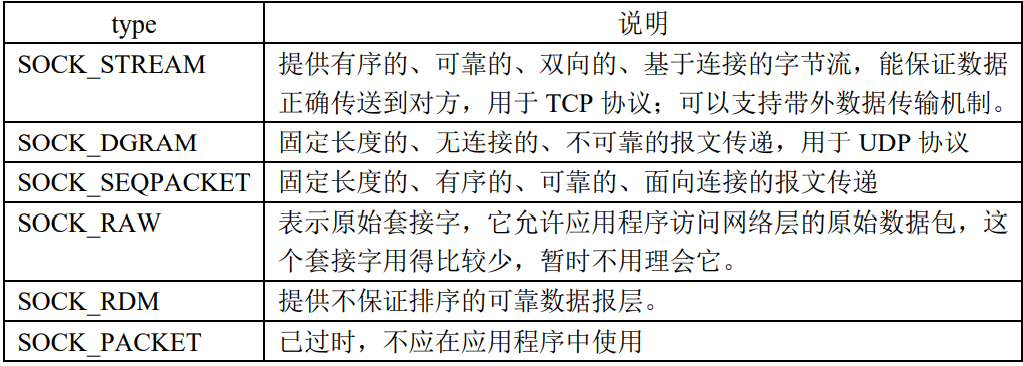 type 说明
SOCK_STREAM 提供有序的、可靠的、双向的、基于连接的字节流，能保证数据
正确传送到对方，用于 TCP 协议；可以支持带外数据传输机制。
SOCK_DGRAM 固定长度的、无连接的、不可靠的报文传递，用于 UDP 协议
SOCK_SEQPACKET 固定长度的、有序的、可靠的、面向连接的报文传递
SOCK_RAW 表示原始套接字，它允许应用程序访问网络层的原始数据包，这
个套接字用得比较少，暂时不用理会它。
SOCK_RDM 提供不保证排序的可靠数据报层。
SOCK_PACKET 已过时，不应在应用程序中使用